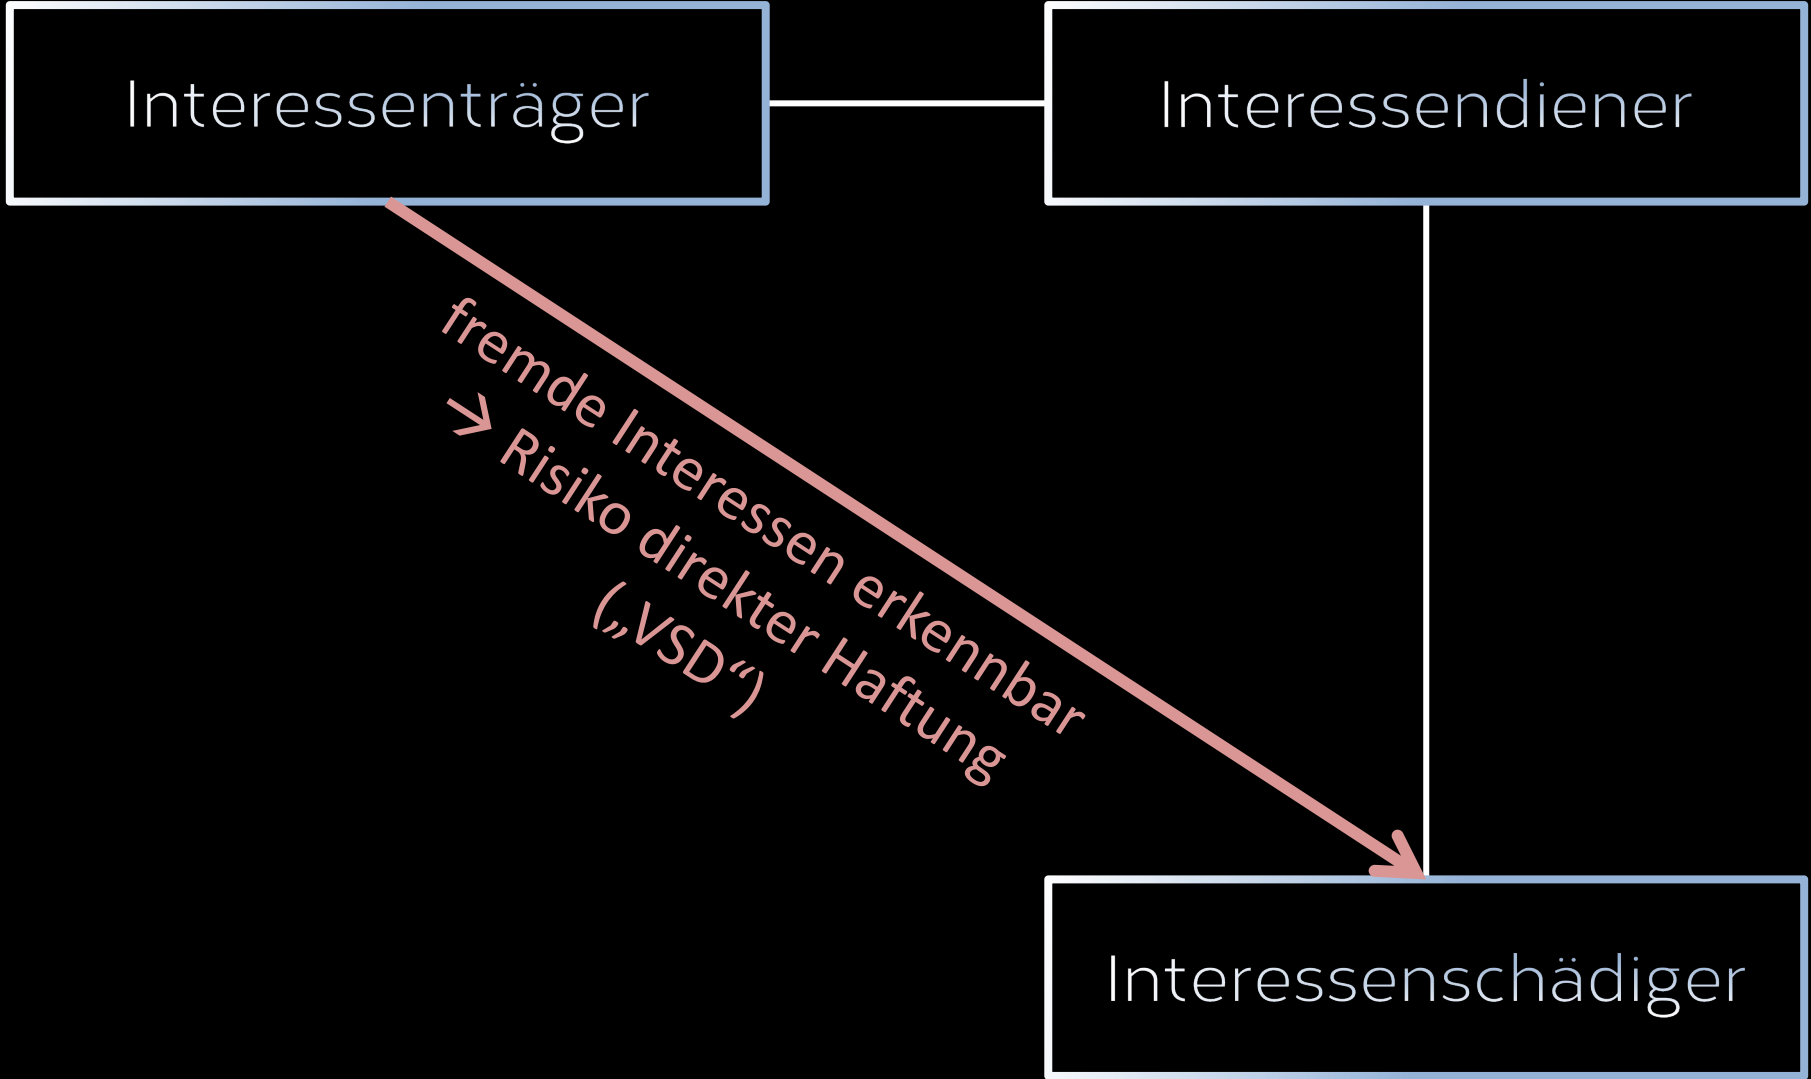 Interessenträger
Interessendiener
fremde Interessen erkennbar
→ Risiko direkter Haftung
(„VSD“)
Interessenschädiger